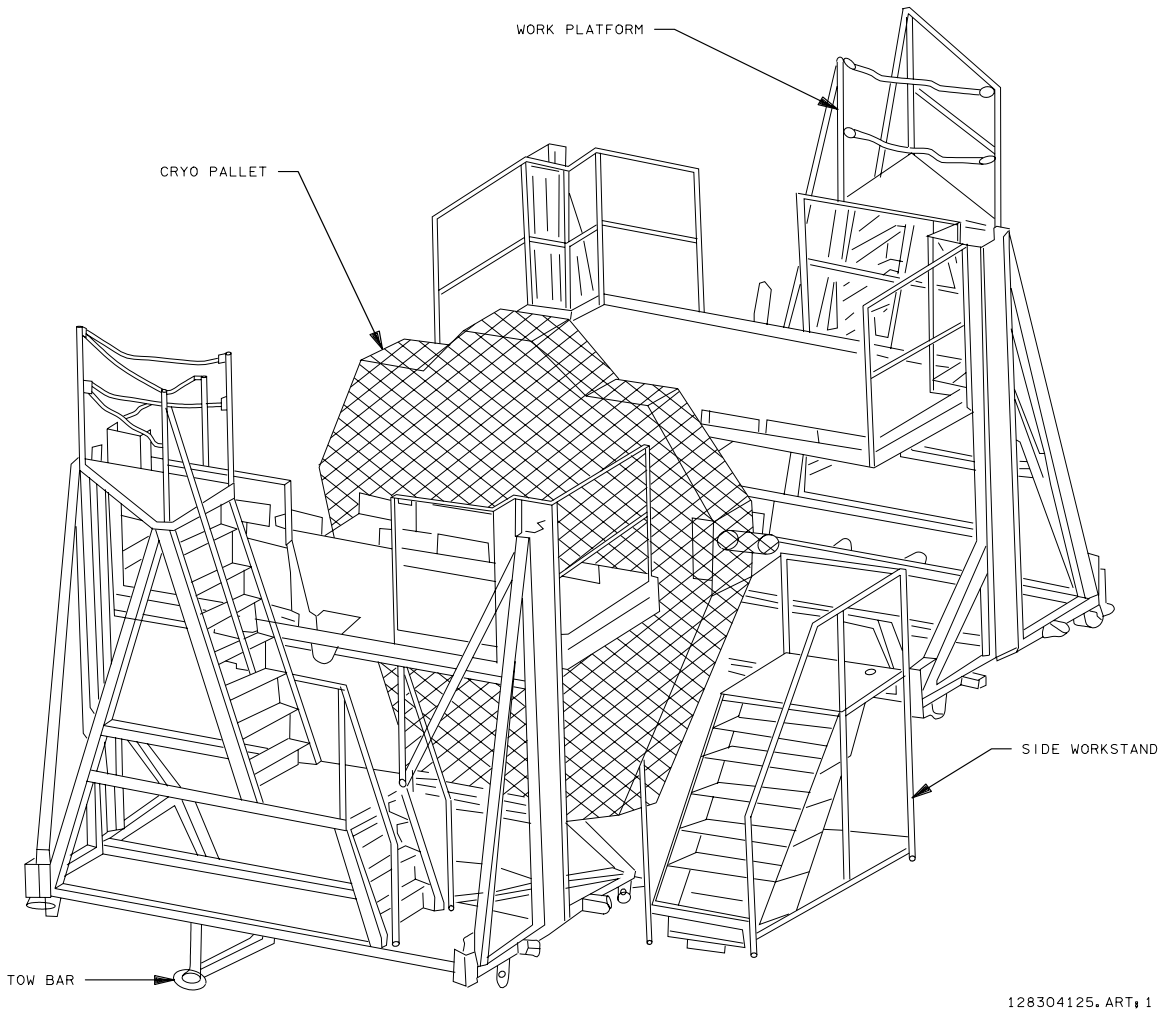 WORK PLATFORM
CRYO PALLET
SIDE WORKSTAND
TOW BAR
128304125.ART;1